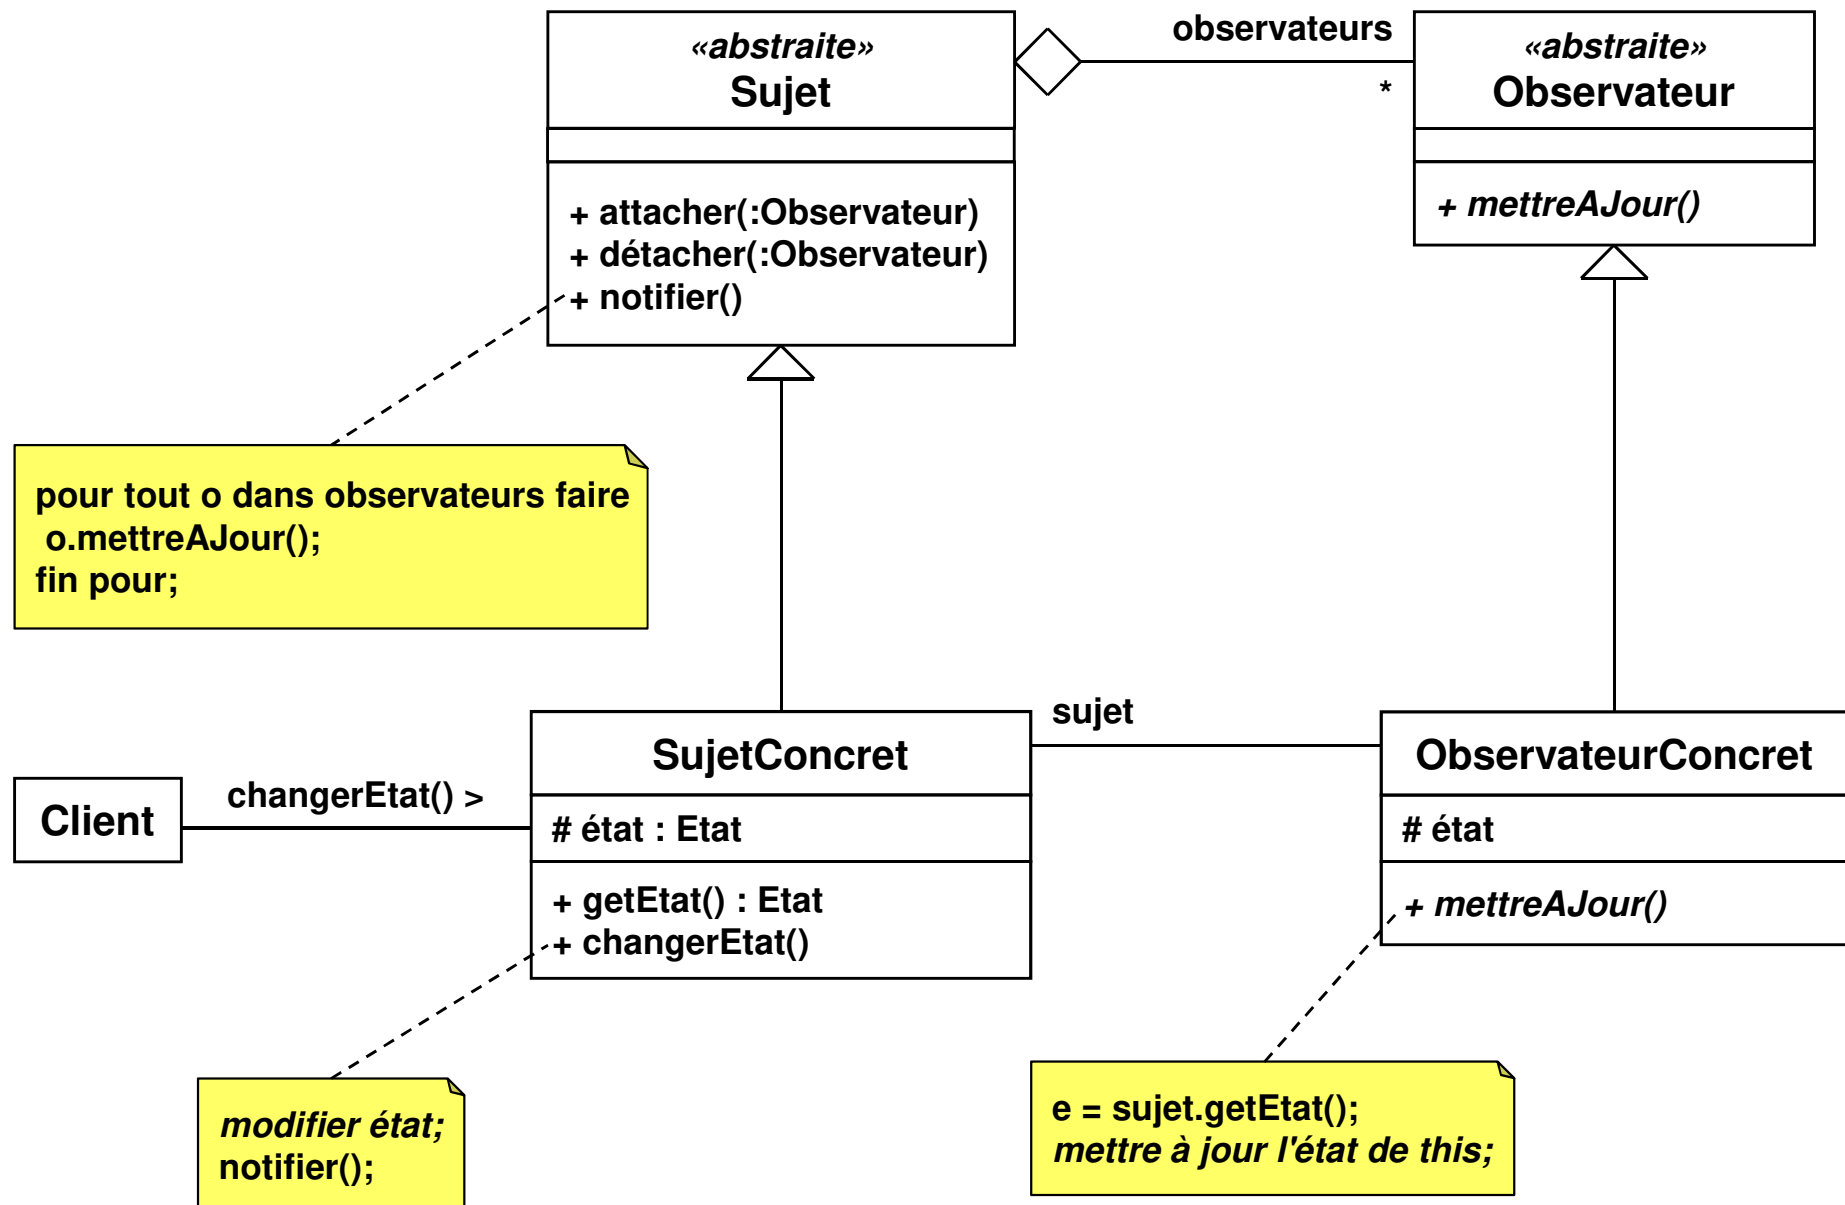 «abstraite»
Sujet
+ attacher(:Observateur)
+ détacher(:Observateur)
+ notifier()
observateurs
*
«abstraite»
Observateur
+ mettreAJour()
pour tout o dans observateurs faire
o.mettreAJour();
fin pour;
Client
changerEtat() >
SujetConcret
# état : Etat
+ getEtat() : Etat
+ changerEtat()
sujet
ObservateurConcret
# état
+ mettreAJour()
modifier état;
notifier();
e = sujet.getEtat();
mettre à jour l'état de this;